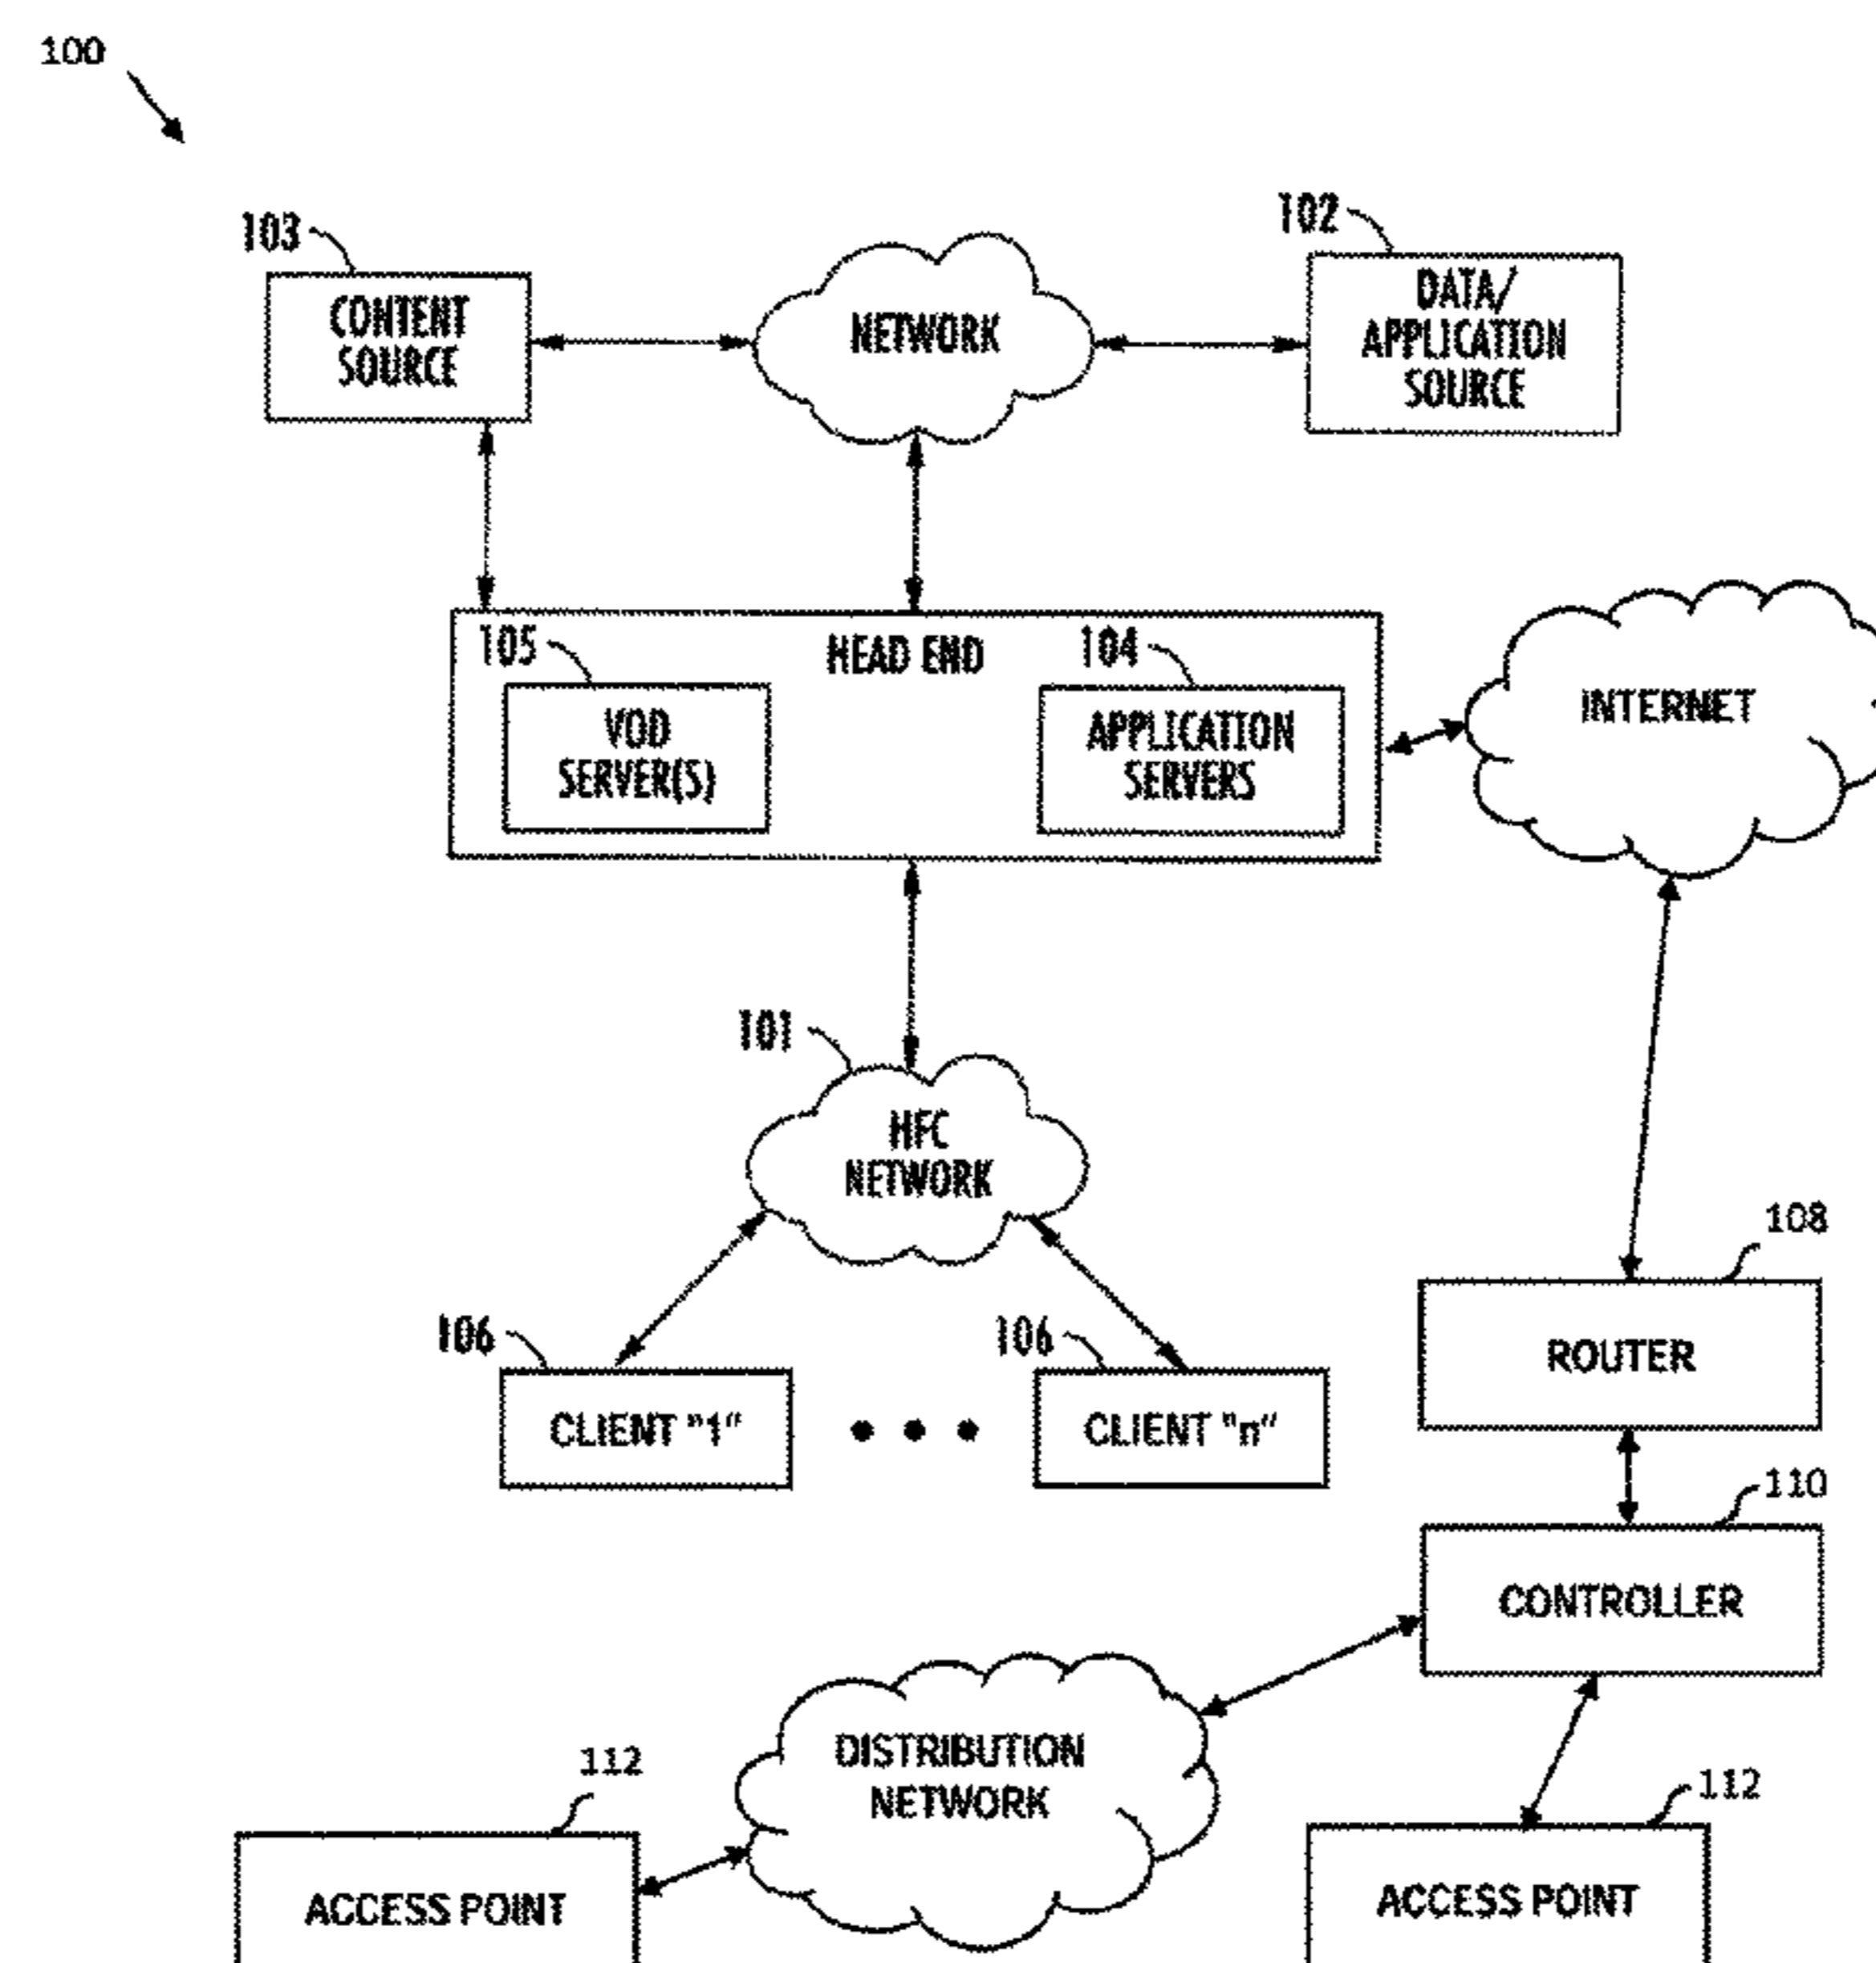 100
103
102
CONTENT
SOURCE
NETWORK
DATA/
APPLICATION
SOURCE
105
HEAD END
104
VOD
SERVER(S)
APPLICATION
SERVERS
INTERNET
101
HFC
NETWORK
108
106
106
ROUTER
CLIENT "1"
CLIENT "n"
110
CONTROLLER
112
DISTRIBUTION
NETWORK
112
ACCESS POINT
ACCESS POINT